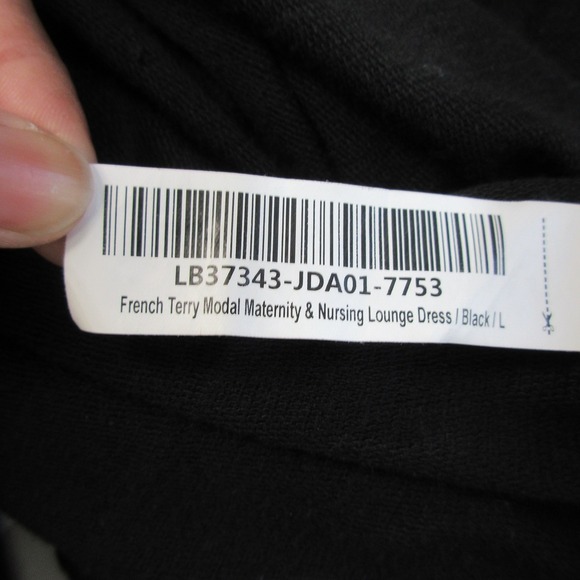 LB37343-JDA01-7753
French Terry Modal Maternity & Nursing Lounge Dress / Black / L